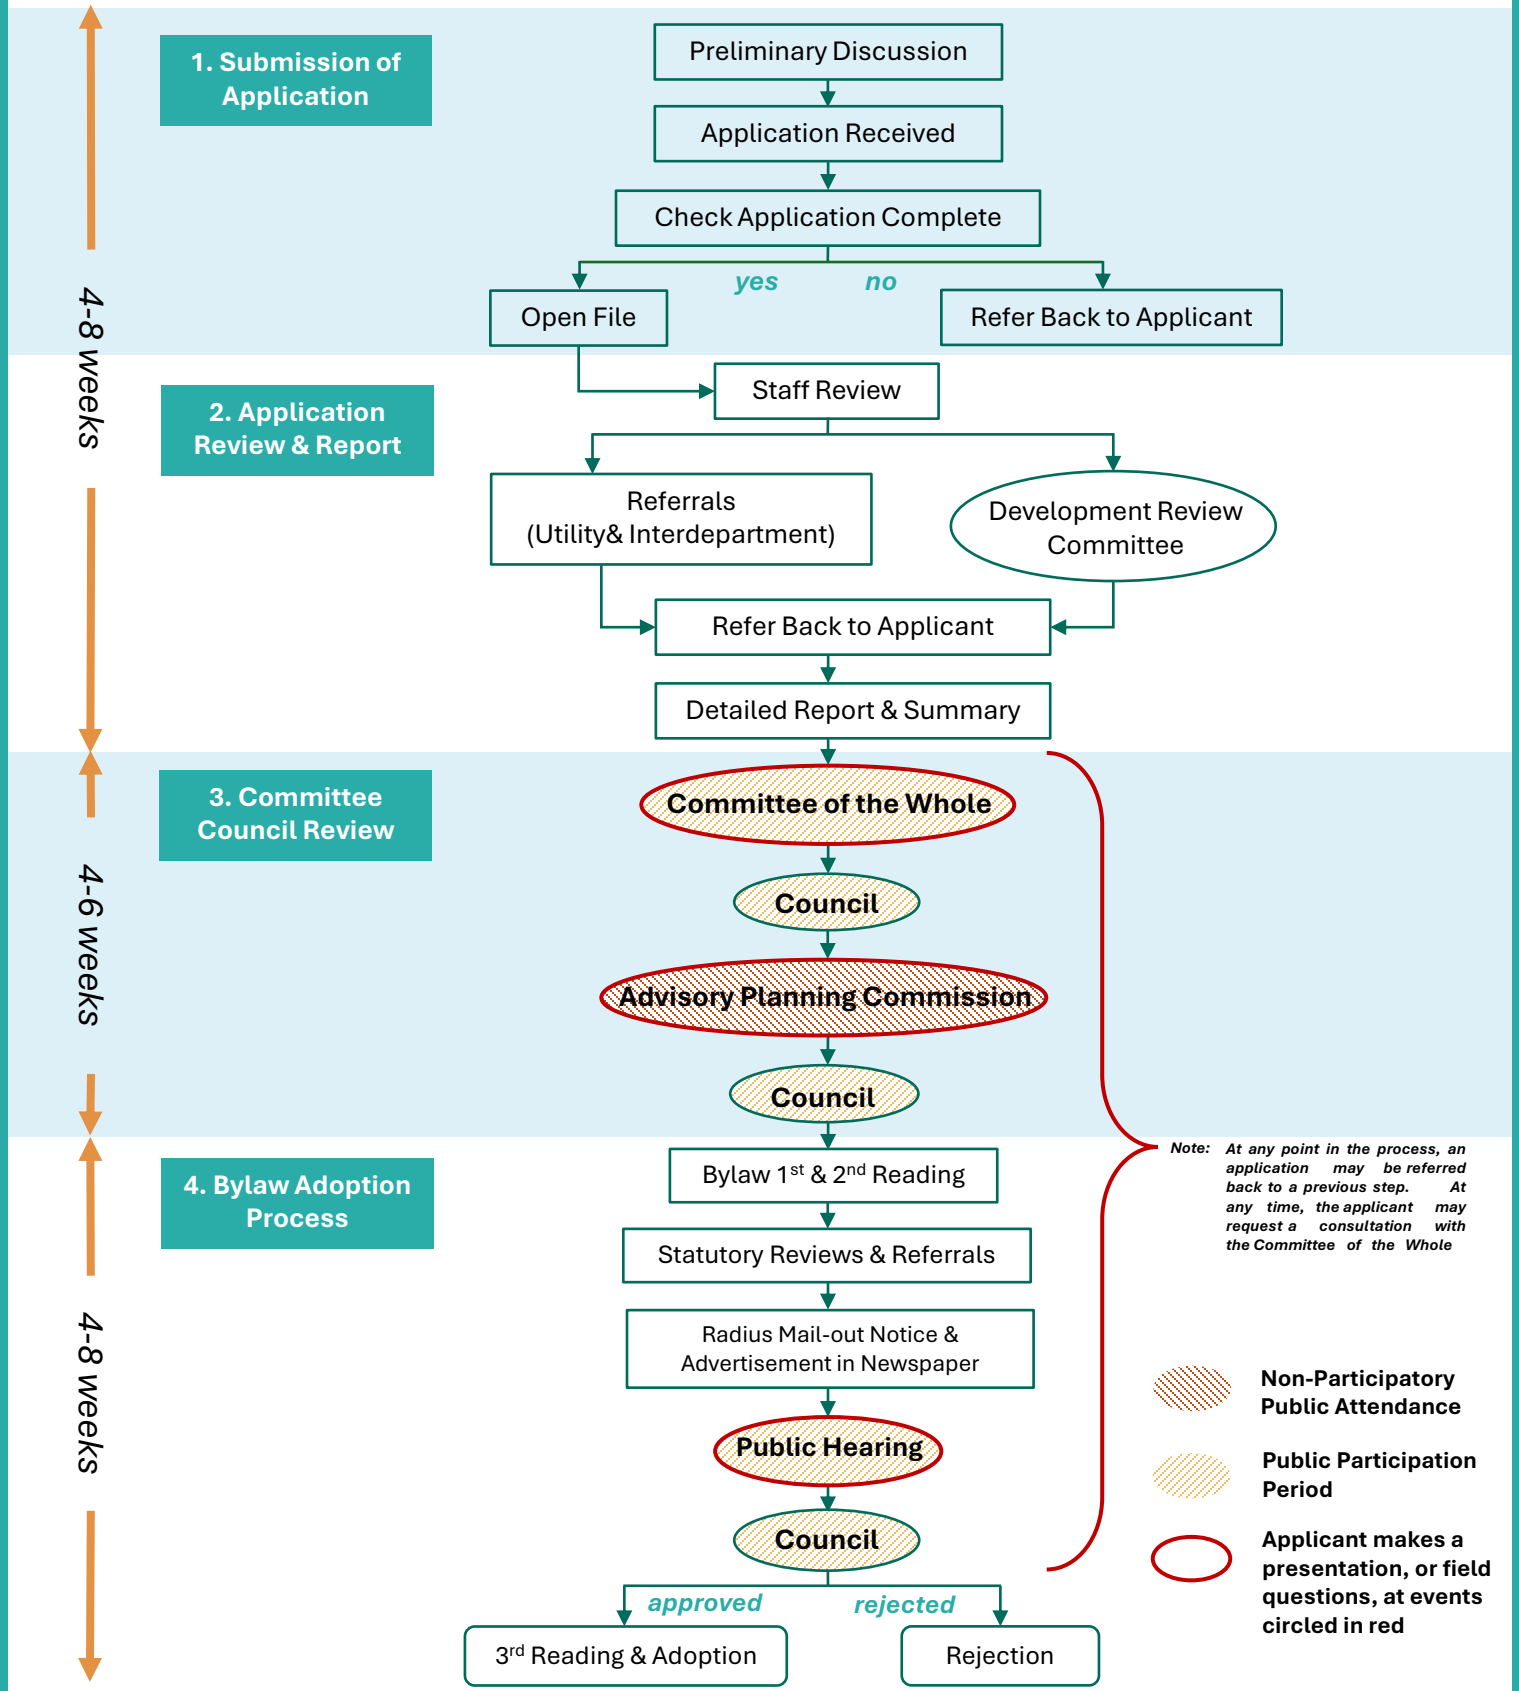 1. Submission of
Application
Preliminary Discussion
Application Received
Check Application Complete
yes
no
Open File
Refer Back to Applicant
4-8 weeks
2. Application
Review & Report
Staff Review
Referrals
(Utility& Interdepartment)
Development Review
Committee
Refer Back to Applicant
Detailed Report & Summary
3. Committee
Council Review
4-6 weeks
Committee of the Whole
Council
Advisory Planning Commission
Council
4. Bylaw Adoption
Process
4-8 weeks
Bylaw 1st & 2nd Reading
Statutory Reviews & Referrals
Radius Mail-out Notice &
Advertisement in Newspaper
Public Hearing
Council
approved
rejected
3rd Reading & Adoption
Rejection
Note: At any point in the process, an
application may be referred
back to a previous step. At
any time, the applicant may
request a consultation with
the Committee of the Whole
Non-Participatory
Public Attendance
Public Participation
Period
Applicant makes a
presentation, or field
questions, at events
circled in red